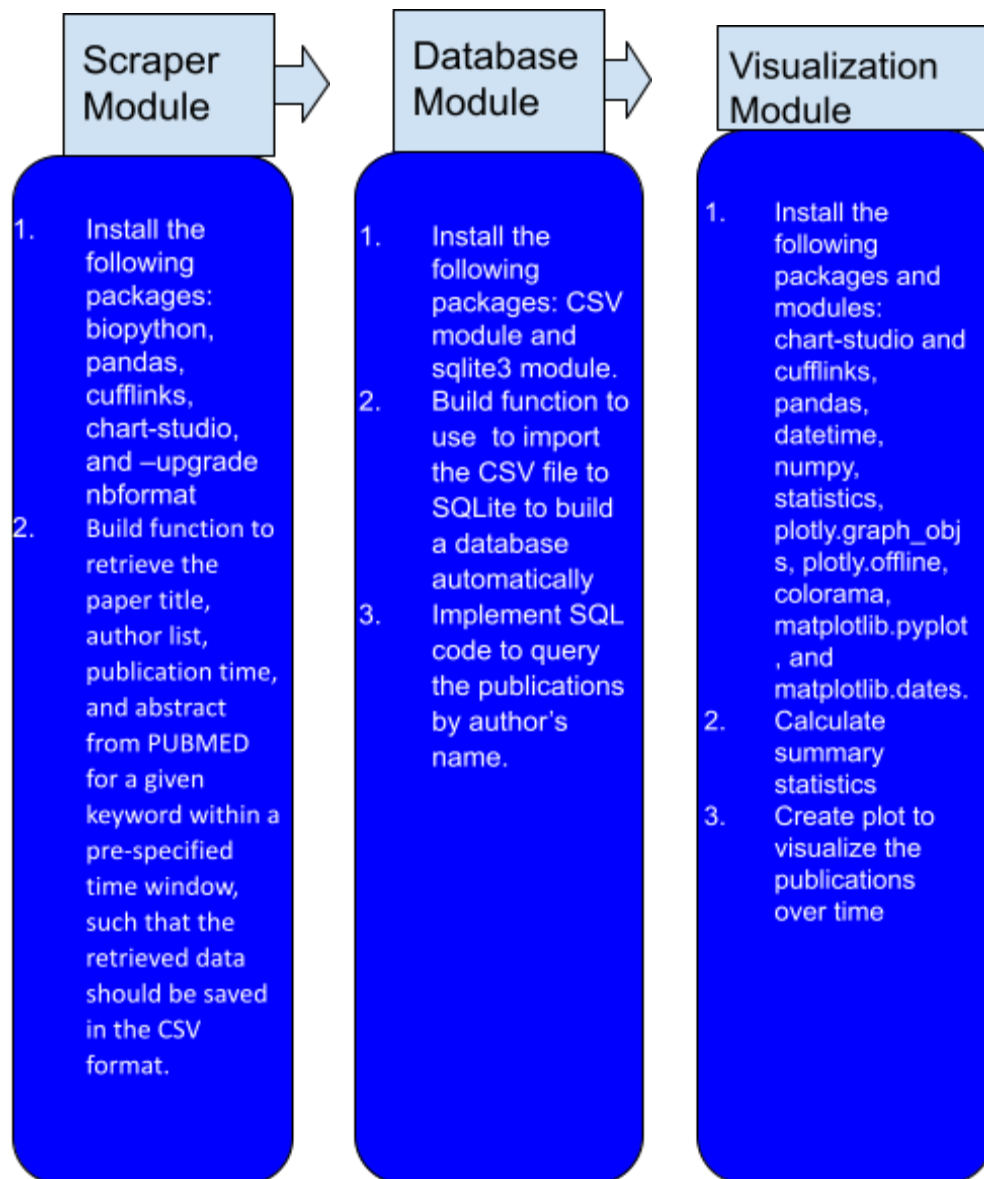 Scraper
Module
Database
Module
Visualization
Module
1. Install the
following
packages:
biopython,
pandas,
cufflinks,
chart-studio,
and –upgrade
nbformat
2. Build function to
retrieve the
paper title,
author list,
publication time,
and abstract
from PUBMED
for a given
keyword within a
pre-specified
time window,
such that the
retrieved data
should be saved
in the CSV
format.
1. Install the
following
packages: CSV
module and
sqlite3 module.
2. Build function to
use to import
the CSV file to
SQLite to build
a database
automatically
3. Implement SQL
code to query
the publications
by author’s
name.
1. Install the
following
packages and
modules:
chart-studio and
cufflinks,
pandas,
datetime,
numpy,
statistics,
plotly.graph_obj
s, plotly.offline,
colorama,
matplotlib.pyplot
, and
matplotlib.dates.
2. Calculate
summary
statistics
3. Create plot to
visualize the
publications
over time